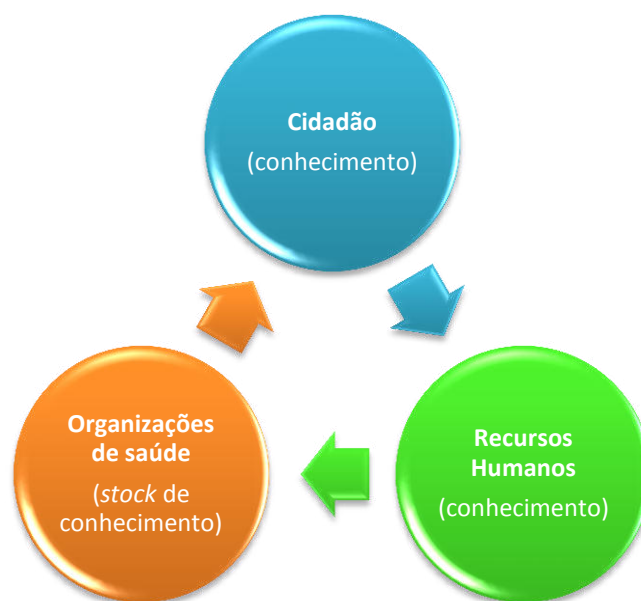 Cidadão
(conhecimento)
Organizações
de saúde
(stock de
conhecimento)
Recursos
Humanos
(conhecimento)